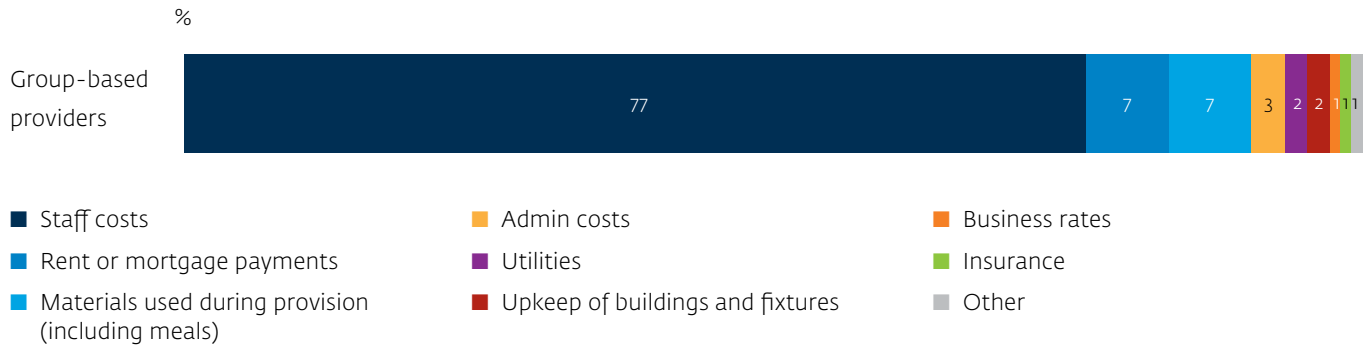 %
Group-based
providers
77 7 7 3 2 2 1 1 1
Staff costs
Rent or mortgage payments
Materials used during provision
(including meals)
Admin costs
Utilities
Upkeep of buildings and fixtures
Business rates
Insurance
Other